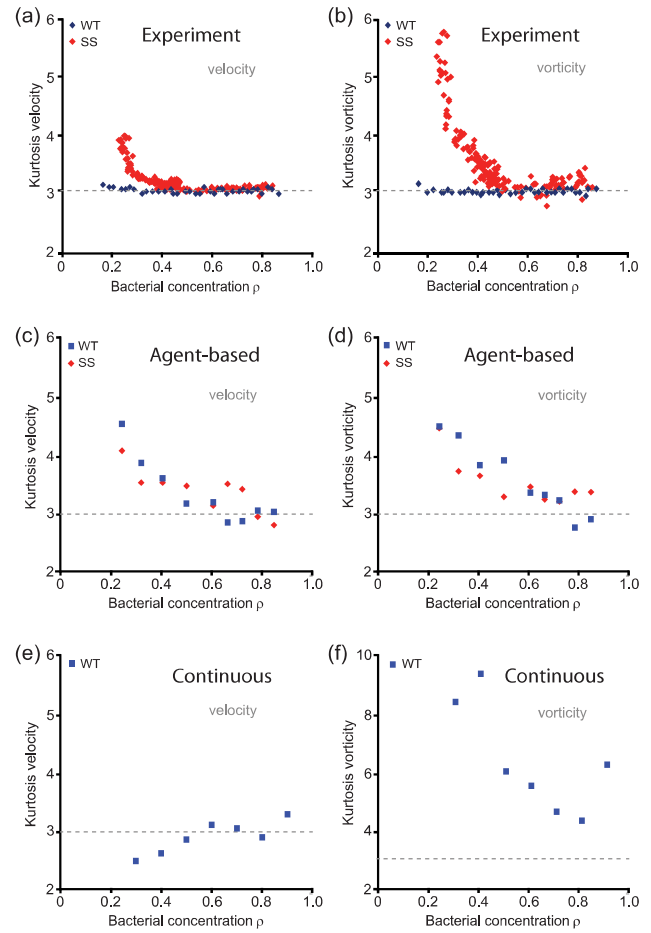 (a)
WT
SS
Experiment
velocity
Kurtosis velocity
6
5
4
3
2
0
0.2
0.4
0.6
0.8
1.0
Bacterial concentration ρ
(b)
WT
SS
Experiment
vorticity
Kurtosis vorticity
6
5
4
3
2
0
0.2
0.4
0.6
0.8
1.0
Bacterial concentration ρ
(c)
WT
SS
Agent-based
velocity
Kurtosis velocity
6
5
4
3
2
0
0.2
0.4
0.6
0.8
1.0
Bacterial concentration ρ
(d)
WT
SS
Agent-based
vorticity
Kurtosis vorticity
6
5
4
3
2
0
0.2
0.4
0.6
0.8
1.0
Bacterial concentration ρ
(e)
WT
Continuous
velocity
Kurtosis velocity
6
5
4
3
2
0
0.2
0.4
0.6
0.8
1.0
Bacterial concentration ρ
(f)
WT
Continuous
vorticity
Kurtosis vorticity
10
8
6
4
2
0
0.2
0.4
0.6
0.8
1.0
Bacterial concentration ρ